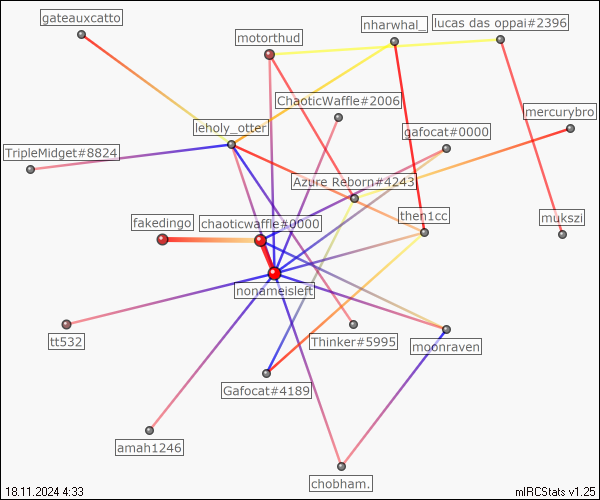 gateauxcatto
nharwhal_
lucas das oppai#2396
motorthud
ChaoticWaffle#2006
mercurybro
leholy_otter
gafocat#0000
TripleMidget#8824
Azure Reborn#4243
fakedingo
chaoticwaffle#0000
then1cc
mukszi
nonameisleft
tt532
Thinker#5995
moonraven
Gafocat#4189
amah1246
chobham.
18.11.2024 4:33
mIRCStats v1.25